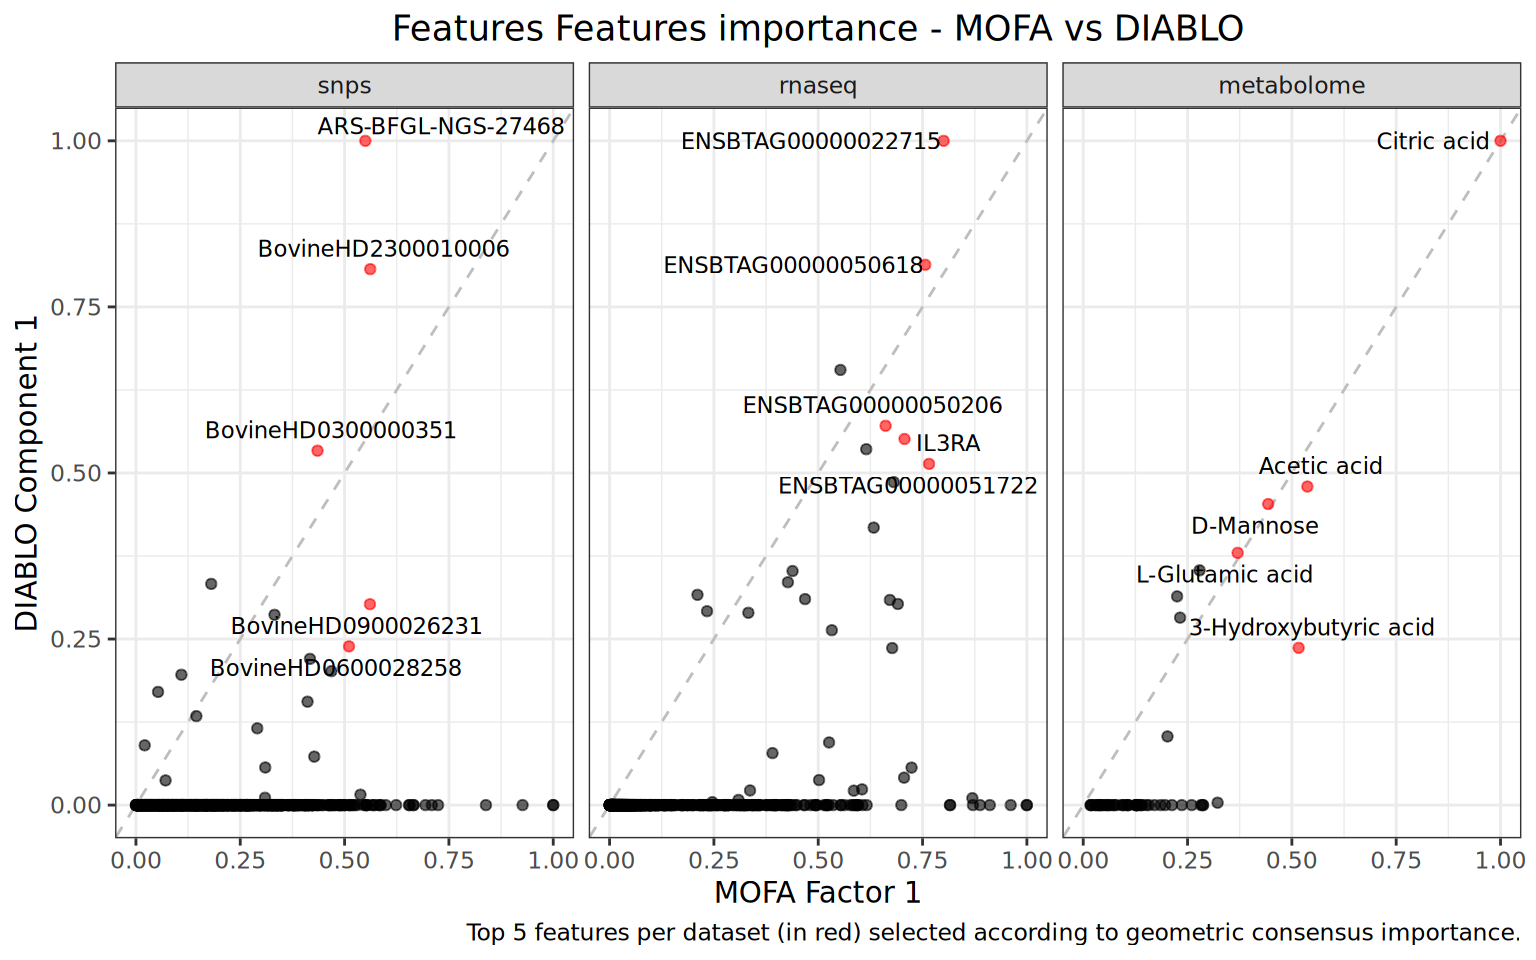 Features Features importance - MOFA vs DIABLO
snps
rnaseq
metabolome
DIABLO Component 1
1.00
0.75
0.50
0.25
0.00
ARS-BFGL-NGS-27468
BovineHD2300010006
BovineHD0300000351
BovineHD0900026231
BovineHD0600028258
ENSBTAG00000022715
ENSBTAG00000050618
ENSBTAG00000050206
IL3RA
ENSBTAG00000051722
Citric acid
Acetic acid
D-Mannose
L-Glutamic acid
3-Hydroxybutyric acid
0.00 0.25 0.50 0.75 1.00
0.00 0.25 0.50 0.75 1.00
0.00 0.25 0.50 0.75 1.00
MOFA Factor 1
Top 5 features per dataset (in red) selected according to geometric consensus importance.